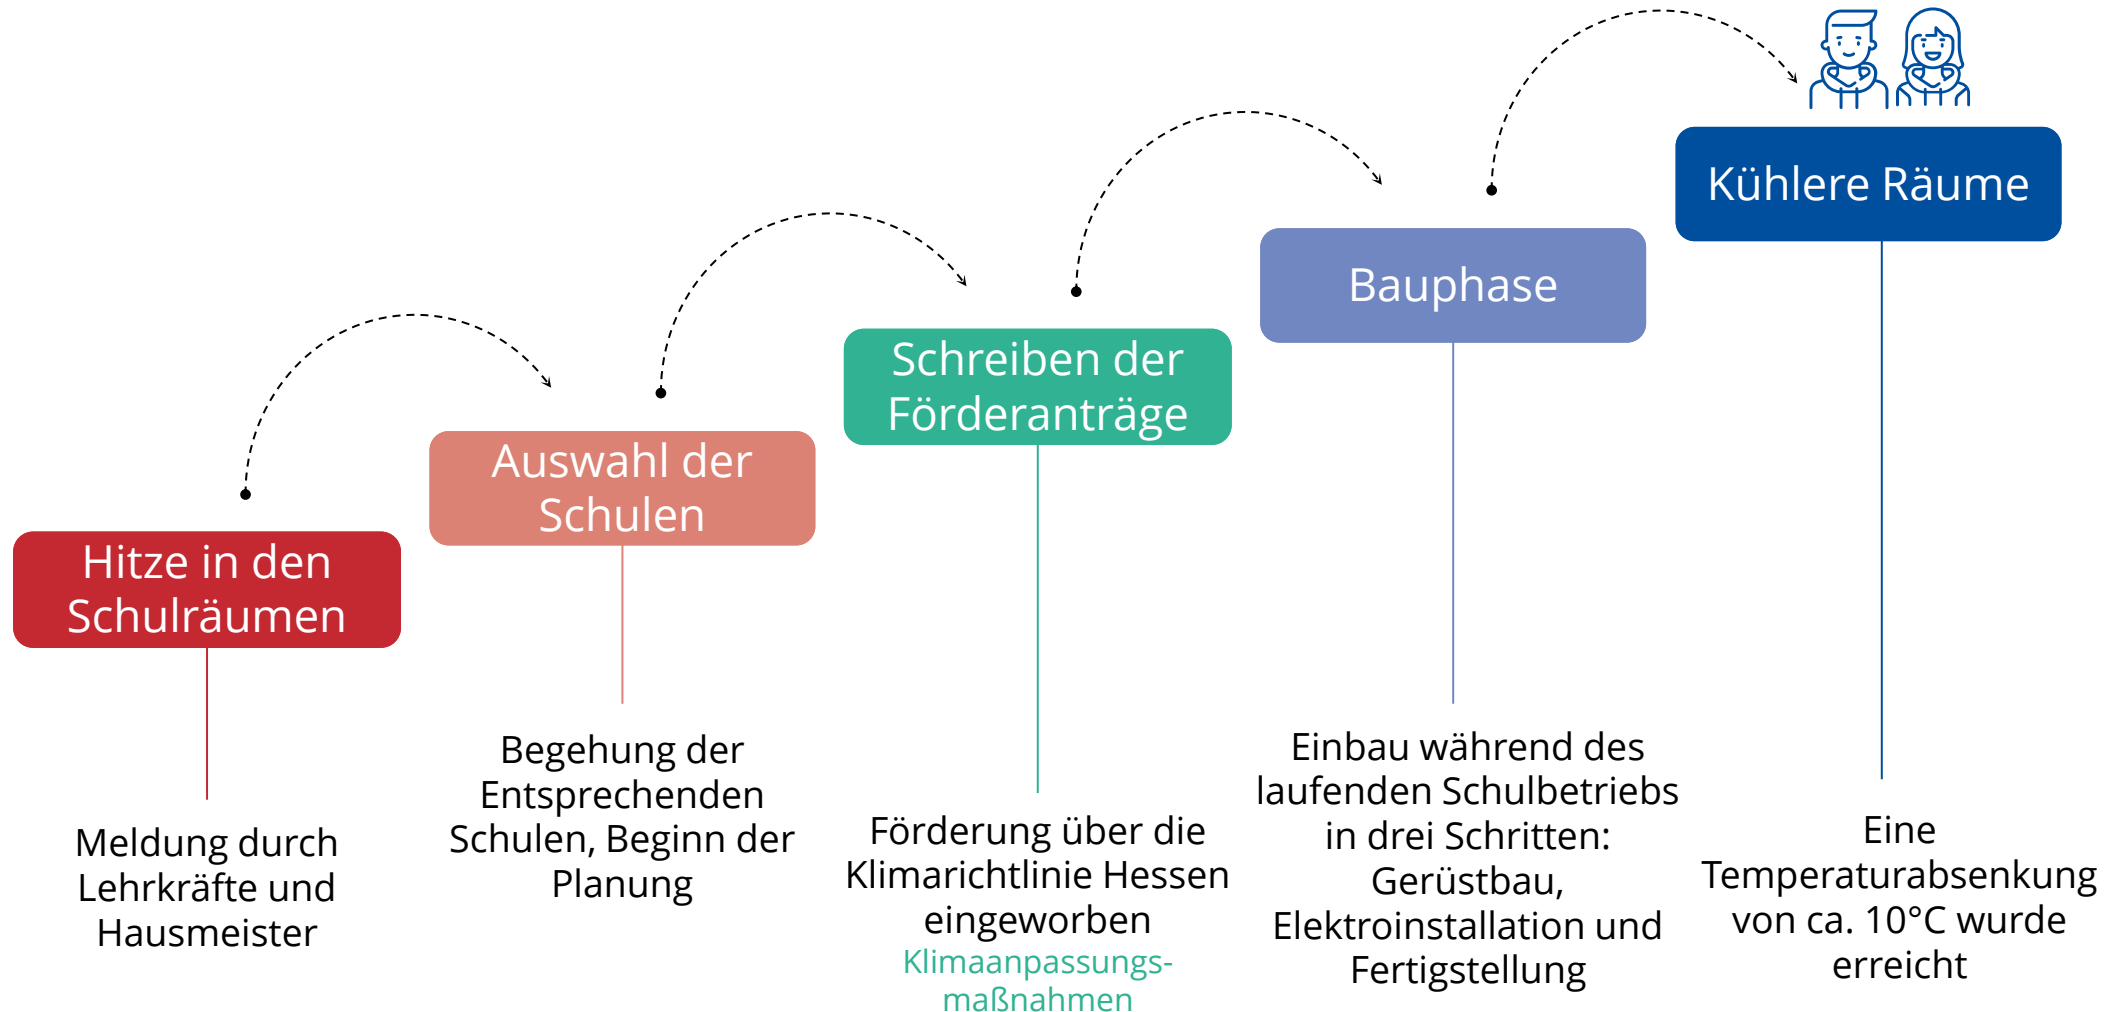 Hitze in den
Schulräumen
Meldung durch
Lehrkräfte und
Hausmeister
Auswahl der
Schulen
Begehung der
Entsprechenden
Schulen, Beginn der
Planung
Schreiben der
Förderanträge
Förderung über die
Klimarichtlinie Hessen
eingeworben
Klimaanpassungs-
maßnahmen
Bauphase
Einbau während des
laufenden Schulbetriebs
in drei Schritten:
Gerüstbau,
Elektroinstallation und
Fertigstellung
Kühlere Räume
Eine
Temperaturabsenkung
von ca. 10°C wurde
erreicht